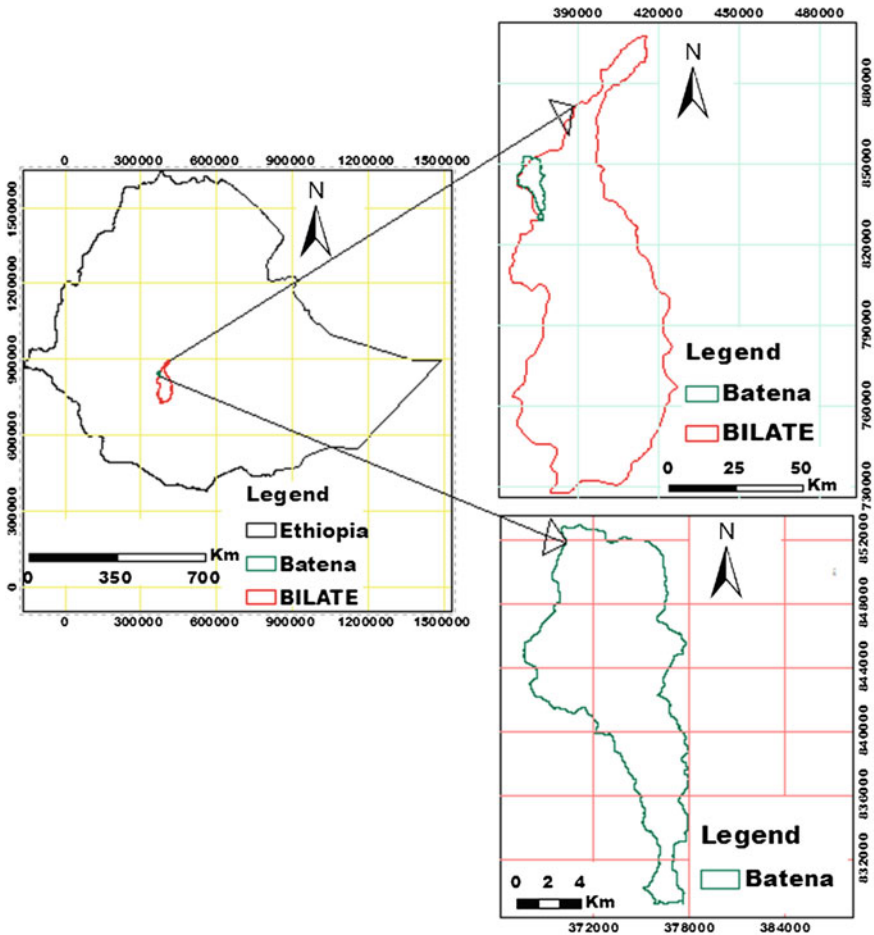 0 300000 600000 900000 1200000 1500000
1500000
1200000
900000
600000
300000
0
N
Legend
Ethiopia
Batena
BILATE
Km
0 350 700
0 300000 600000 900000 1200000 1500000
390000 420000 450000 480000
N
880000
850000
820000
790000
760000
730000
Legend
Batena
BILATE
0 25 50
Km
N
852000
848000
844000
840000
836000
832000
Legend
Batena
0 2 4
Km
372000 378000 384000